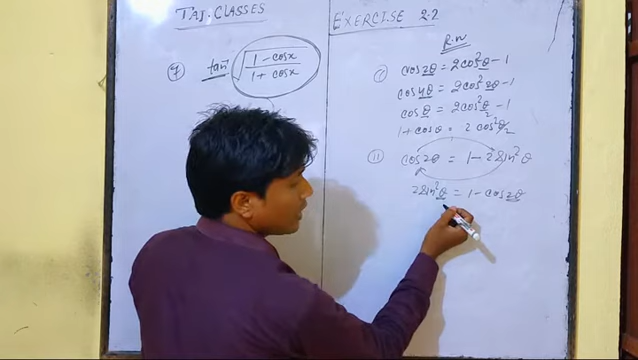 TAJ. CLASSES
EXERCISE 2.2
⑦ tan⁻ √(1-cosx / 1+cosx)
R.W
(i) cos2θ = 2cos²θ-1
cos4θ = 2cos²2θ-1
cosθ = 2cos²θ/2 -1
1+cosθ = 2cos²θ/2
(ii) cos2θ = 1-2sin²θ
2sin²θ = 1-cos2θ